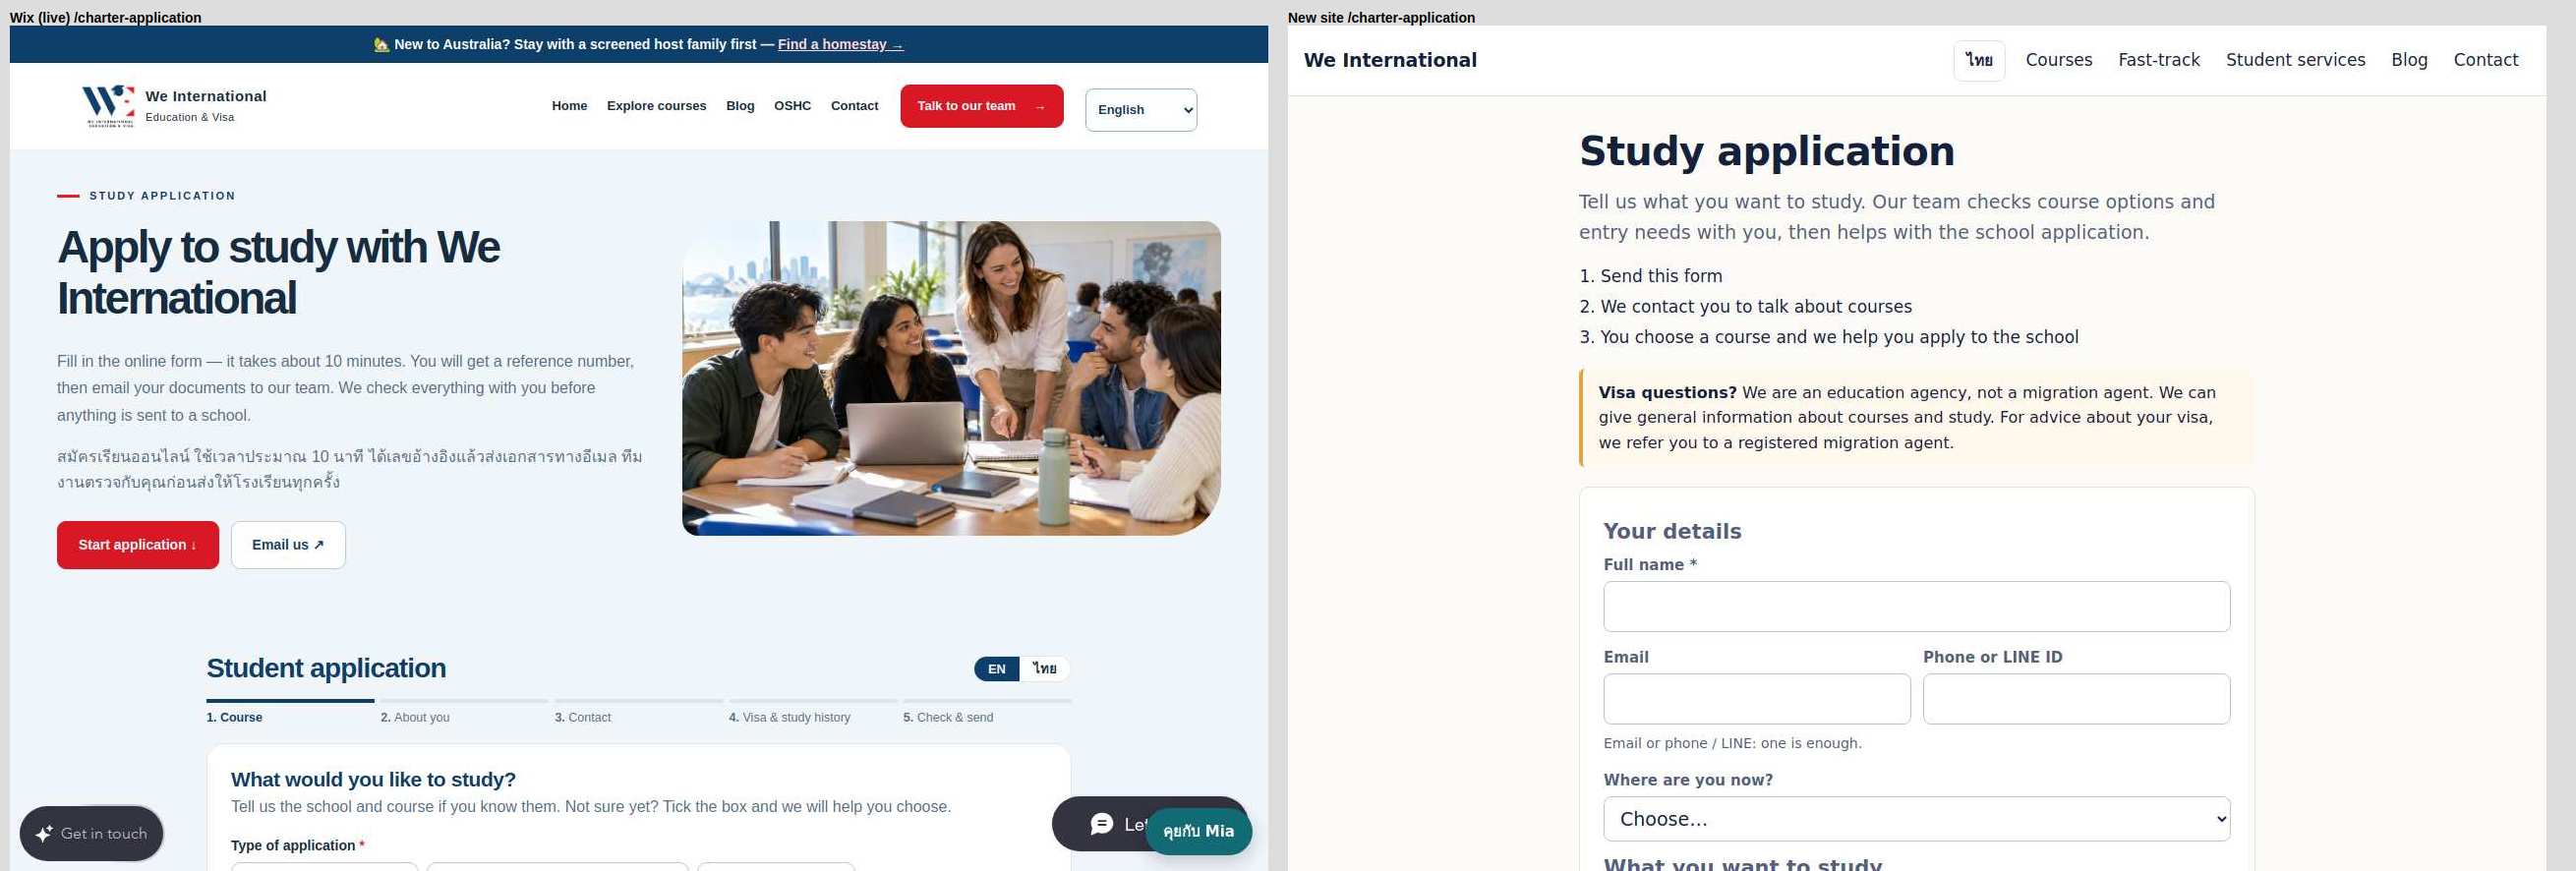 Wix (live) /charter-application
🏡 New to Australia? Stay with a screened host family first — Find a homestay →
We International
Education & Visa
WE INTERNATIONAL
EDUCATION & VISA
Home
Explore courses
Blog
OSHC
Contact
Talk to our team →
English
STUDY APPLICATION
Apply to study with We
International
Fill in the online form — it takes about 10 minutes. You will get a reference number,
then email your documents to our team. We check everything with you before
anything is sent to a school.
สมัครเรียนออนไลน์ ใช้เวลาประมาณ 10 นาที ได้เลขอ้างอิงแล้วส่งเอกสารทางอีเมล ทีม
งานตรวจกับคุณก่อนส่งให้โรงเรียนทุกครั้ง
Start application ↓
Email us ↗
Student application
EN
ไทย
1. Course
2. About you
3. Contact
4. Visa & study history
5. Check & send
What would you like to study?
Tell us the school and course if you know them. Not sure yet? Tick the box and we will help you choose.
Type of application *
Get in touch
คุยกับ Mia
New site /charter-application
We International
ไทย
Courses
Fast-track
Student services
Blog
Contact
Study application
Tell us what you want to study. Our team checks course options and
entry needs with you, then helps with the school application.
1. Send this form
2. We contact you to talk about courses
3. You choose a course and we help you apply to the school
Visa questions? We are an education agency, not a migration agent. We can
give general information about courses and study. For advice about your visa,
we refer you to a registered migration agent.
Your details
Full name *
Email
Phone or LINE ID
Email or phone / LINE: one is enough.
Where are you now?
Choose...
What you want to study